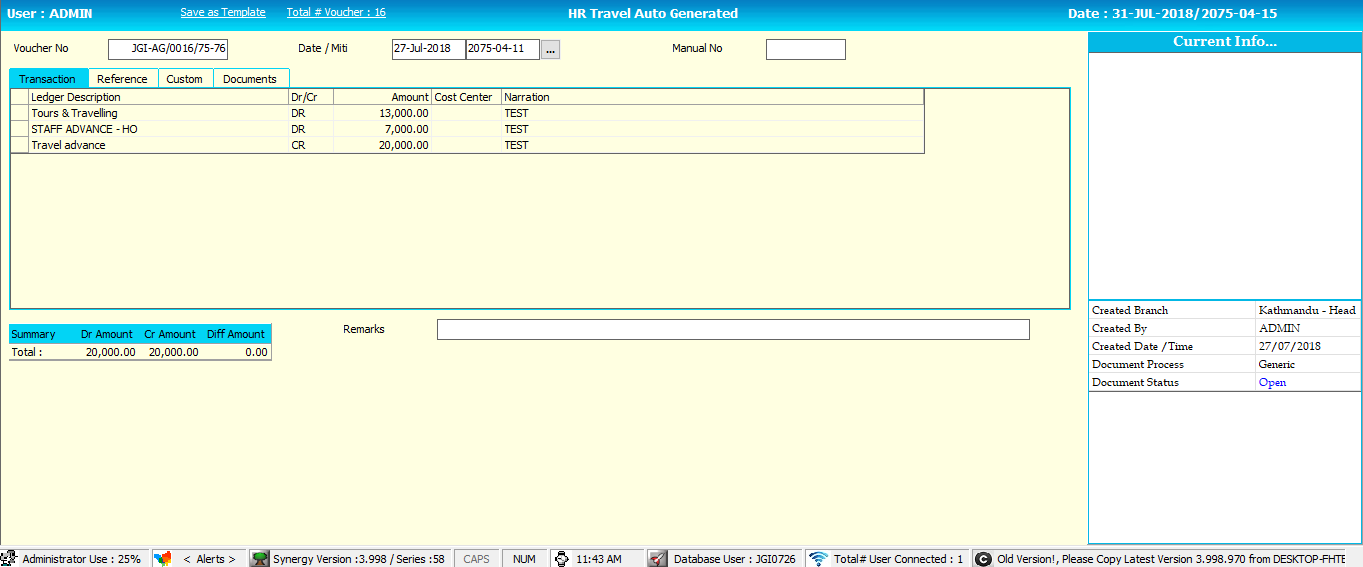 User : ADMIN Save as Template Total # Voucher : 16 HR Travel Auto Generated Date : 31-JUL-2018/2075-04-15
Voucher No JGI-AG/0016/75-76 Date / Miti 27-Jul-2018 2075-04-11 ... Manual No
Current Info...
Transaction Reference Custom Documents
Ledger Description Dr/Cr Amount Cost Center Narration
Tours & Travelling DR 13,000.00 TEST
STAFF ADVANCE - HO DR 7,000.00 TEST
Travel advance CR 20,000.00 TEST
Summary Dr Amount Cr Amount Diff Amount
Total : 20,000.00 20,000.00 0.00
Remarks
Created Branch Kathmandu - Head
Created By ADMIN
Created Date /Time 27/07/2018
Document Process Generic
Document Status Open
Administrator Use : 25% < Alerts > Synergy Version :3.998 / Series :58 CAPS NUM 11:43 AM Database User : JGI0726 Total# User Connected : 1 Old Version!, Please Copy Latest Version 3.998.970 from DESKTOP-FHTE